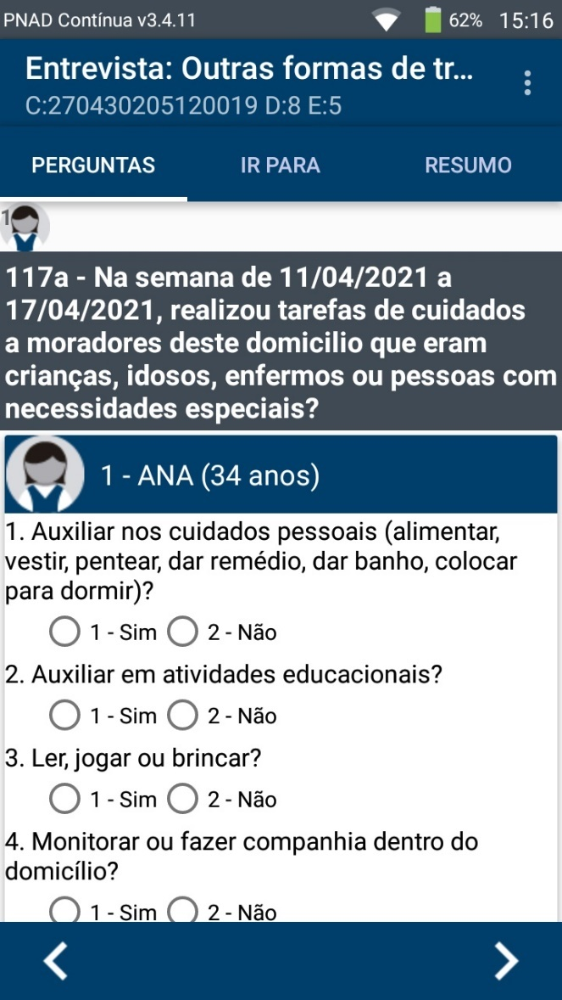 PNAD Contínua v3.4.11 62% 15:16
Entrevista: Outras formas de tr...
C:270430205120019 D:8 E:5
PERGUNTAS IR PARA RESUMO
1
117a - Na semana de 11/04/2021 a
17/04/2021, realizou tarefas de cuidados
a moradores deste domicilio que eram
crianças, idosos, enfermos ou pessoas com
necessidades especiais?
1 - ANA (34 anos)
1. Auxiliar nos cuidados pessoais (alimentar,
vestir, pentear, dar remédio, dar banho, colocar
para dormir)?
1 - Sim 2 - Não
2. Auxiliar em atividades educacionais?
1 - Sim 2 - Não
3. Ler, jogar ou brincar?
1 - Sim 2 - Não
4. Monitorar ou fazer companhia dentro do
domicílio?
1 - Sim 2 - Não